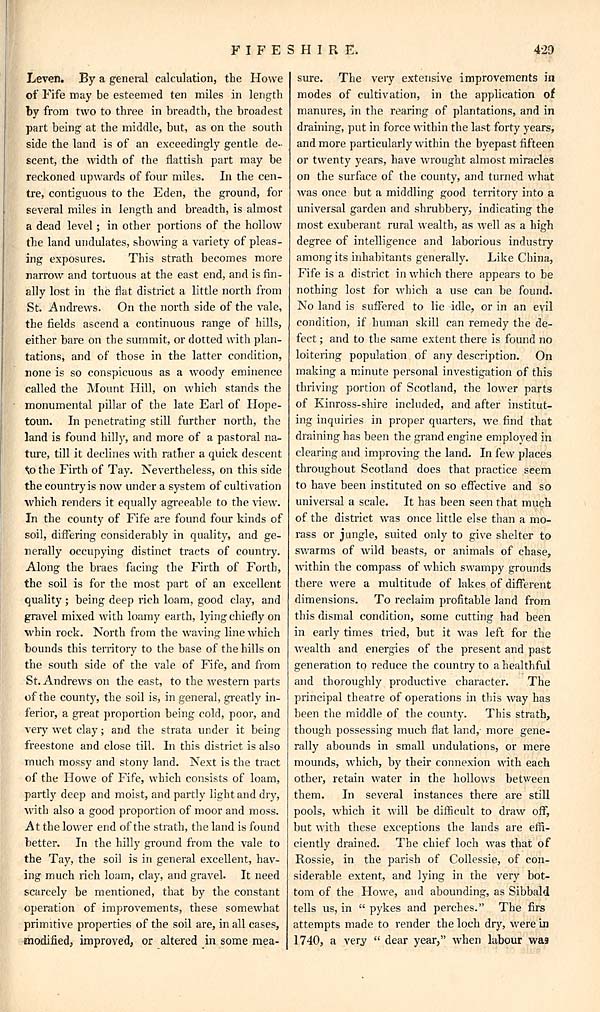 FIFESHIRE.
429
Leven. By a general calculation, the Howe
of Fife may be esteemed ten miles in length
by from two to three in breadth, the broadest
part being at the middle, but, as on the south
side the land is of an exceedingly gentle de-
scent, the width of the flattish part may be
reckoned upwards of four miles. In the cen-
tre, contiguous to the Eden, the ground, for
several miles in length and breadth, is almost
a dead level; in other portions of the hollow
the land undulates, showing a variety of pleas-
ing exposures. This strath becomes more
narrow and tortuous at the east end, and is fin-
ally lost in the flat district a little north from
St. Andrews. On the north side of the vale,
the fields ascend a continuous range of hills,
either bare on the summit, or dotted with plan-
tations, and of those in the latter condition,
none is so conspicuous as a woody eminence
called the Mount Hill, on which stands the
monumental pillar of the late Earl of Hope-
toun. In penetrating still further north, the
land is found hilly, and more of a pastoral na-
ture, till it declines with rather a quick descent
to the Firth of Tay. Nevertheless, on this side
the country is now under a system of cultivation
which renders it equally agreeable to the view.
In the county of Fife are found four kinds of
soil, differing considerably in quality, and ge-
nerally occupying distinct tracts of country.
Along the braes facing the Firth of Forth,
the soil is for the most part of an excellent
quality; being deep rich loam, good clay, and
gravel mixed with loamy earth, lying chiefly on
whin rock. North from the waving line which
bounds this territory to the base of the hills on
the south side of the vale of Fife, and from
St. Andrews on the east, to the western parts
of the county, the soil is, in general, greatly in-
ferior, a great proportion being cold, poor, and
very wet clay; and the strata under it being
freestone and close till. In this district is also
much mossy and stony land. Next is the tract
of the Howe of Fife, which consists of loam,
partly deep and moist, and partly light and dry,
with also a good proportion of moor and moss.
At the lower end of the strath, the land is found
better. In the hilly ground from the vale to
the Tay, the soil is in general excellent, hav-
ing much rich loam, clay, and gravel. It need
scarcely be mentioned, that by the constant
operation of improvements, these somewhat
primitive properties of the soil are, in all cases,
modified, improved, or altered in some mea-
sure. The very extensive improvements in
modes of cultivation, in the application of
manures, in the rearing of plantations, and in
draining, put in force within the last forty years,
and more particularly within the byepast fifteen
or twenty years, have wrought almost miracles
on the surface of the county, and turned what
was once but a middling good territory into a
universal garden and shrubbery, indicating the
most exuberant rural wealth, as well as a high
degree of intelligence and laborious industry
among its inhabitants generally. Like China,
Fife is a district in which there appears to be
nothing lost for which a use can be found.
No land is suffered to lie idle, or in an evil
condition, if human skill can remedy the de-
fect; and to the same extent there is found no
loitering population of any description. On
making a minute personal investigation of this
thriving portion of Scotland, the lower parts
of Kinross-shire included, and after institut-
ing inquiries in proper quarters, we find that
draining has been the grand engine employed in
clearing and improving the land. In few places
throughout Scotland does that practice seem
to have been instituted on so effective and so
universal a scale. It has been seen that much
of the district was once little else than a mo-
rass or jungle, suited only to give shelter to
swarms of wild beasts, or animals of chase,
within the compass of which swampy grounds
there were a multitude of lakes of different
dimensions. To reclaim profitable land from
this dismal condition, some cutting had been
in early times tried, but it was left for the
wealth and energies of the present and past
generation to reduce the country to a healthful
and thoroughly productive character. The
principal theatre of operations in this way has
been the middle of the county. This strath,
though possessing much flat land, more gene-
rally abounds in small undulations, or mere
mounds, which, by their connexion with each
other, retain water in the hollows between
them. In several instances there are still
pools, which it will be difficult to draw off,
but with these exceptions the lands are effi-
ciently drained. The chief loch was that of
Rossie, in the parish of Collessie, of con-
siderable extent, and lying in the very bot-
tom of the Howe, and abounding, as Sibbald
tells us, in " pykes and perches." The firs
attempts made to render the loch dry, were in
1740, a very " dear year," when labour was